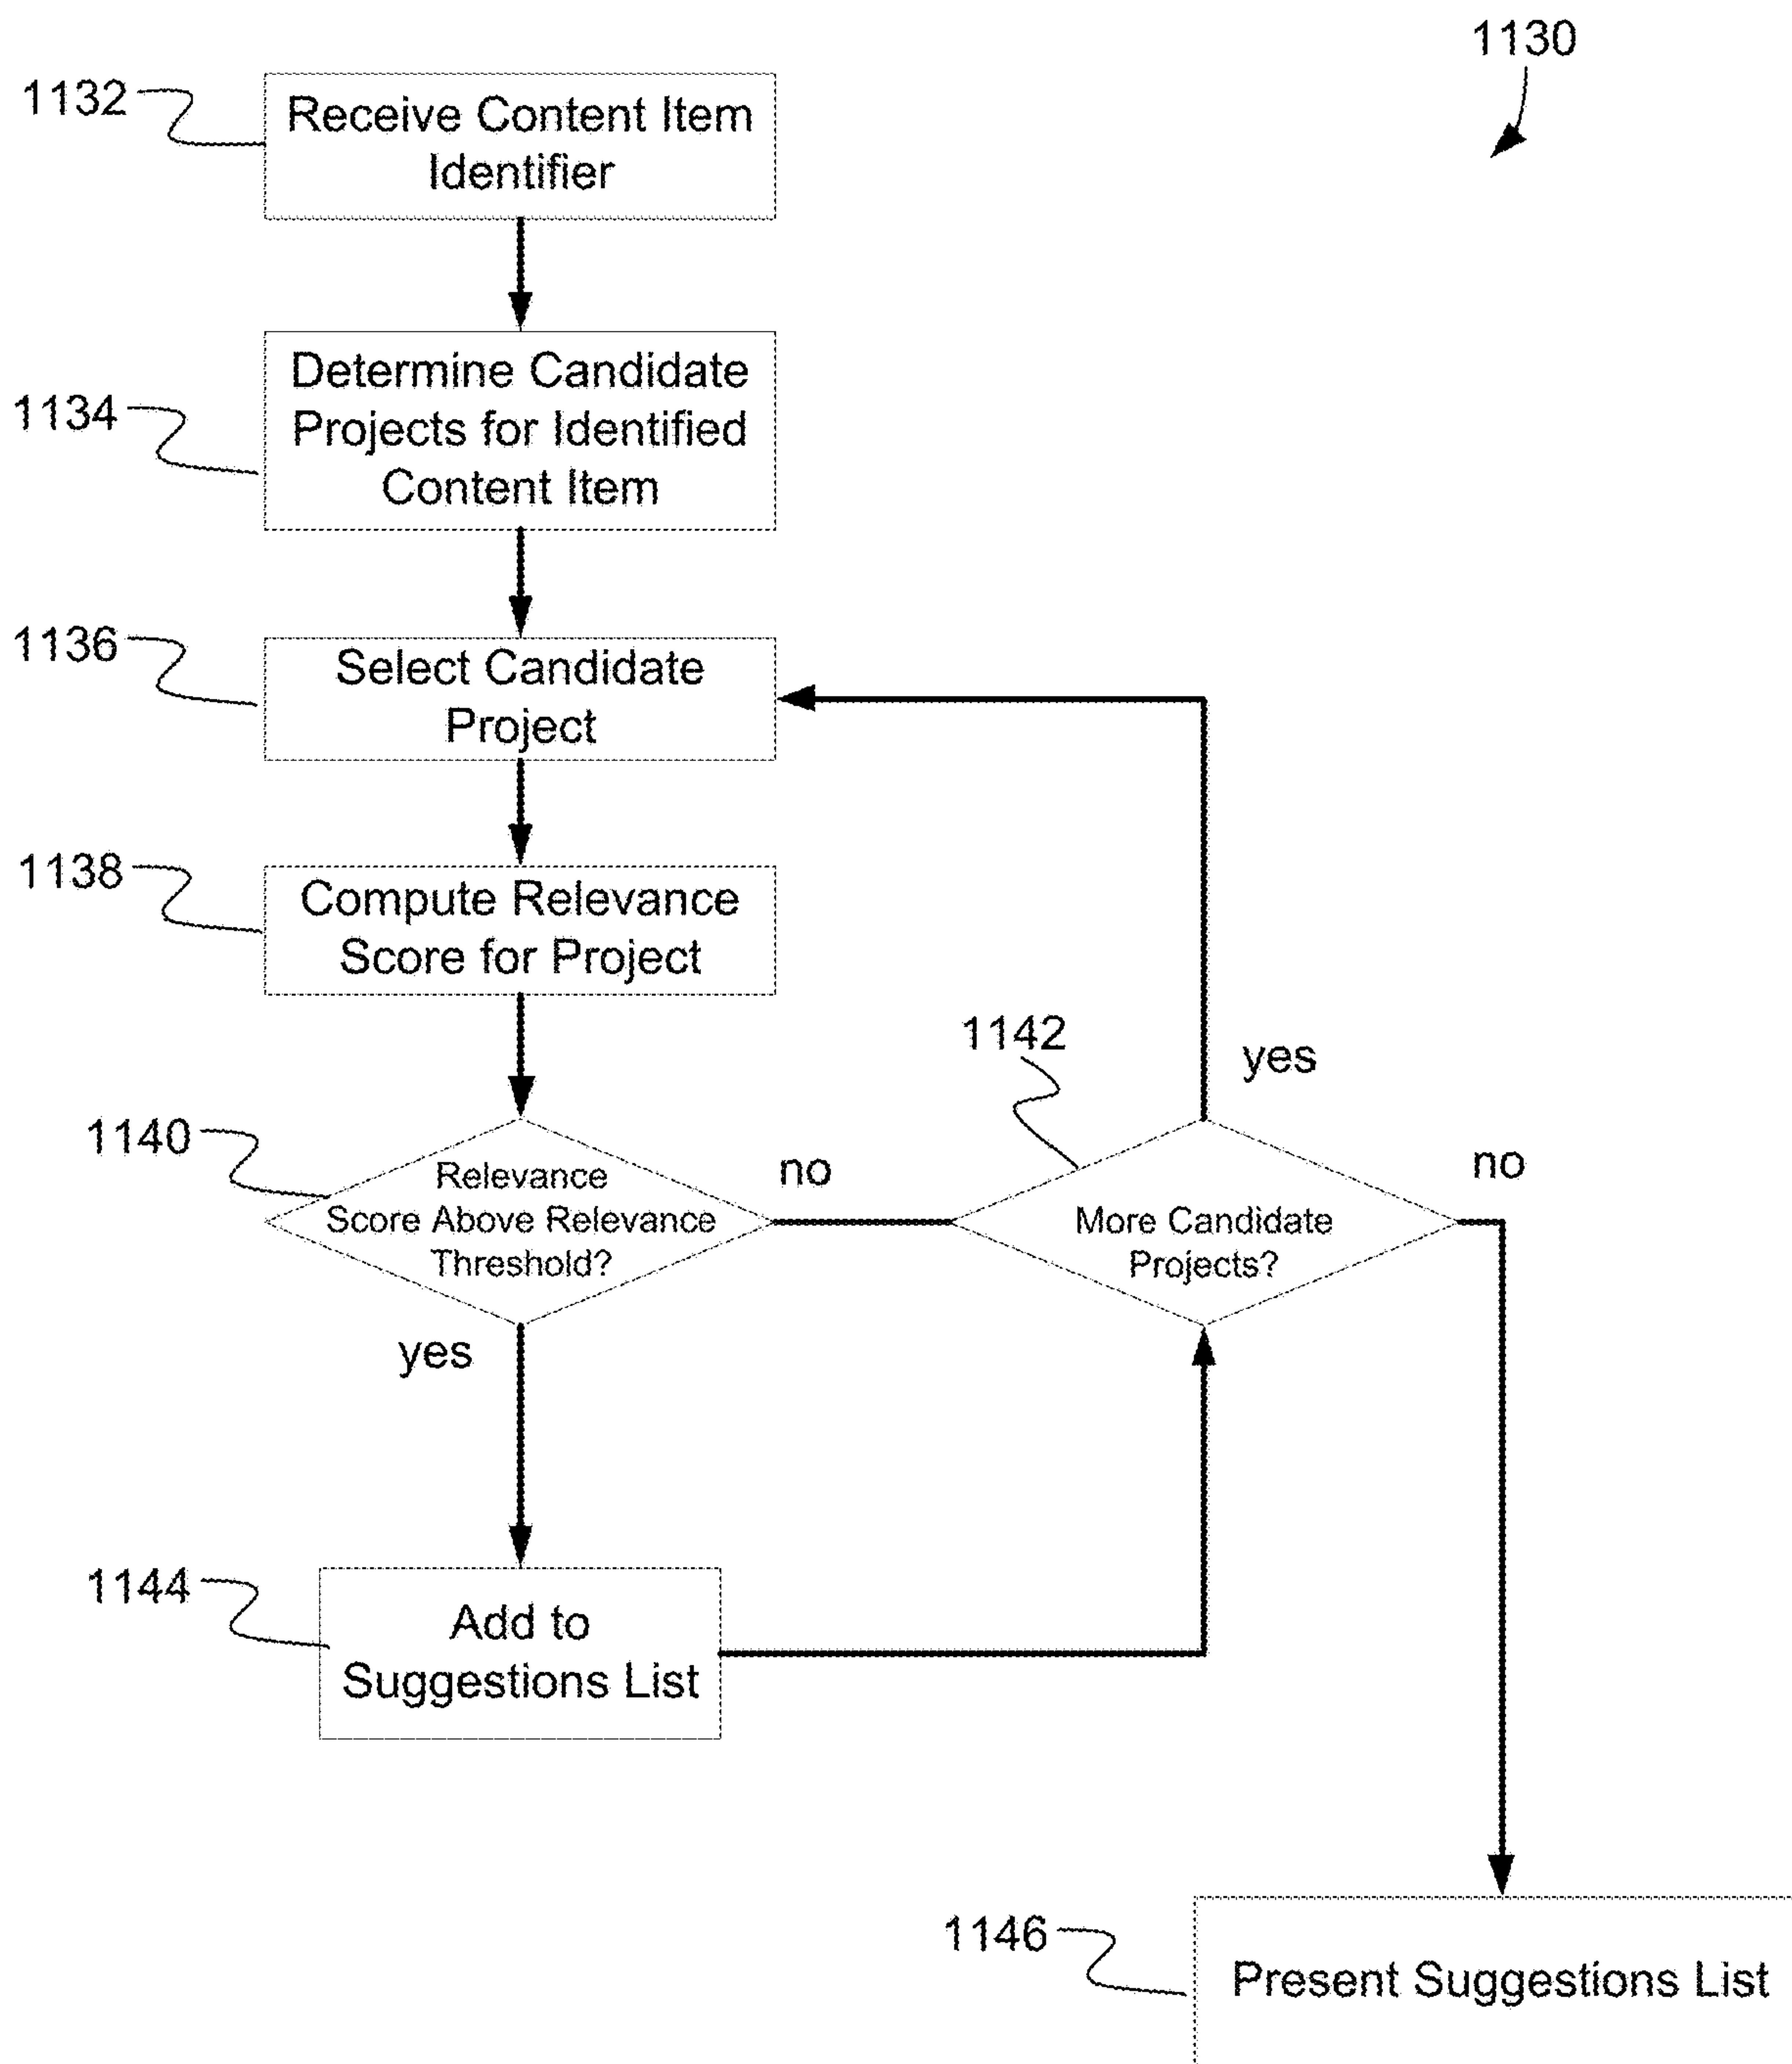 1130
1132
Receive Content Item
Identifier
1134
Determine Candidate
Projects for Identified
Content Item
1136
Select Candidate
Project
1138
Compute Relevance
Score for Project
1140
Relevance
Score Above Relevance
Threshold?
no
yes
1142
More Candidate
Projects?
yes
no
1144
Add to
Suggestions List
1146
Present Suggestions List